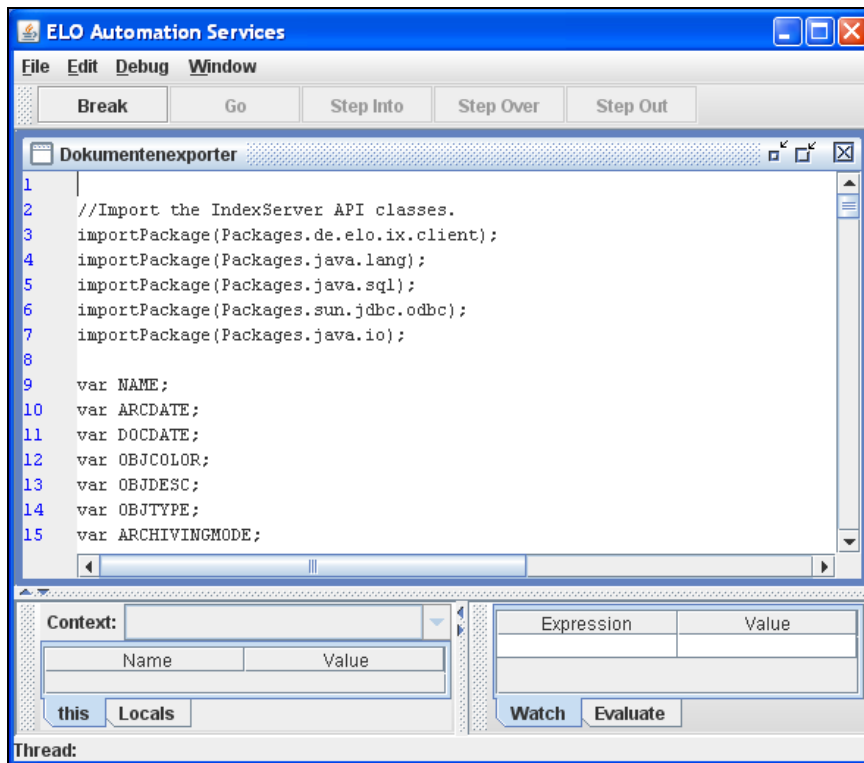 ELO Automation Services
File Edit Debug Window
Break Go Step Into Step Over Step Out
Dokumentenexporter
1
2 //Import the IndexServer API classes.
3 importPackage(Packages.de.elo.ix.client);
4 importPackage(Packages.java.lang);
5 importPackage(Packages.java.sql);
6 importPackage(Packages.sun.jdbc.odbc);
7 importPackage(Packages.java.io);
8
9 var NAME;
10 var ARCDATE;
11 var DOCDATE;
12 var OBJCOLOR;
13 var OBJDESC;
14 var OBJTYPE;
15 var ARCHIVINGMODE;
Context:
Name Value
this Locals
Expression Value
Watch Evaluate
Thread: